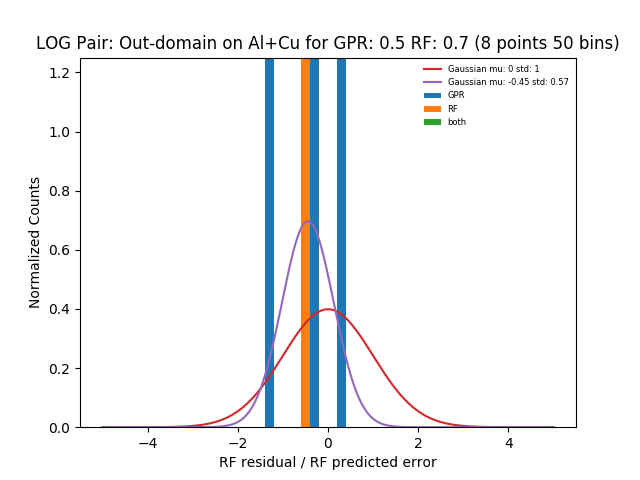 LOG Pair: Out-domain on Al+Cu for GPR: 0.5 RF: 0.7 (8 points 50 bins)
Gaussian mu: 0 std: 1
Gaussian mu: -0.45 std: 0.57
GPR
RF
both
Normalized Counts
1.2
1.0
0.8
0.6
0.4
0.2
0.0
−4 −2 0 2 4
RF residual / RF predicted error